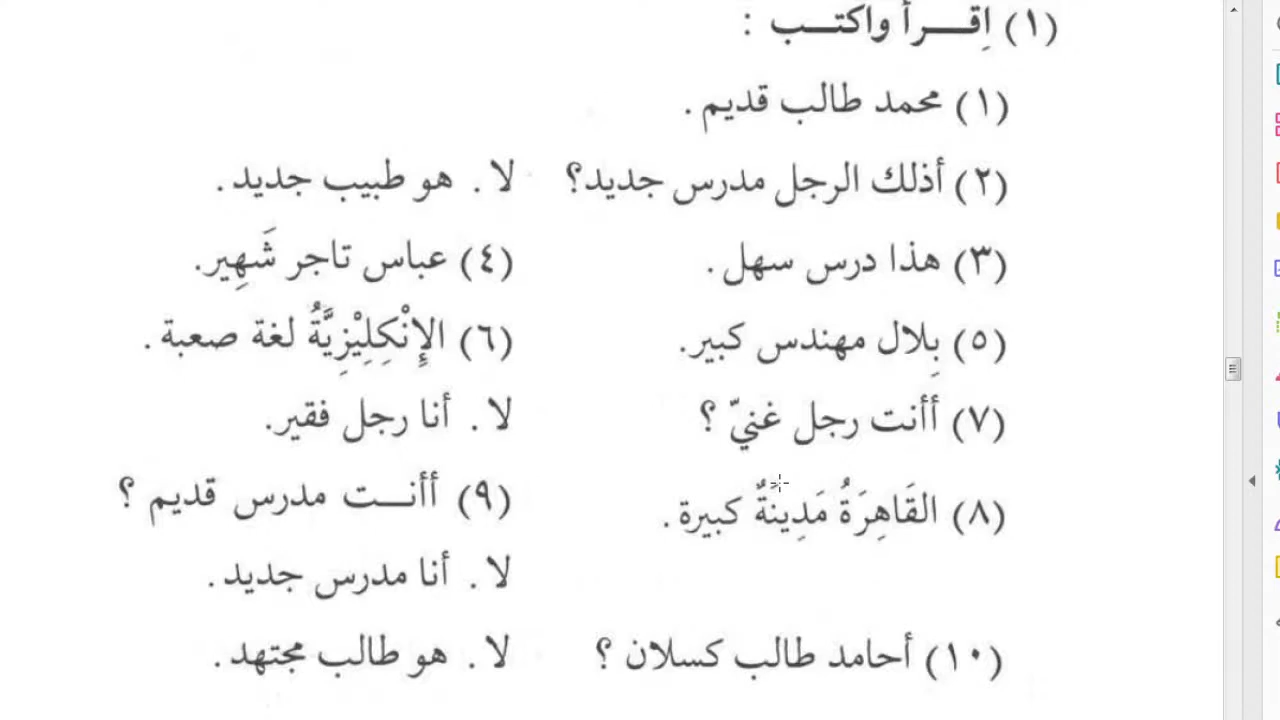 (١) اِقـــرأ واكتـــب :
(١) محمد طالب قديم .
(٢) أذلك الرجل مدرس جديد؟ لا . هو طبيب جديد .
(٣) هذا درس سهل . (٤) عباس تاجر شَهِير.
(٥) بِلال مهندس كبير. (٦) الإِنْكِلِيْزِيَّةُ لغة صعبة .
(٧) أأنت رجل غنيّ ؟ لا . أنا رجل فقير.
(٨) القَاهِرَةُ مَدِينَةٌ كبيرة . (٩) أأنـــت مدرس قديم ؟
لا . أنا مدرس جديد .
(١٠) أحامد طالب كسلان ؟ لا . هو طالب مجتهد .